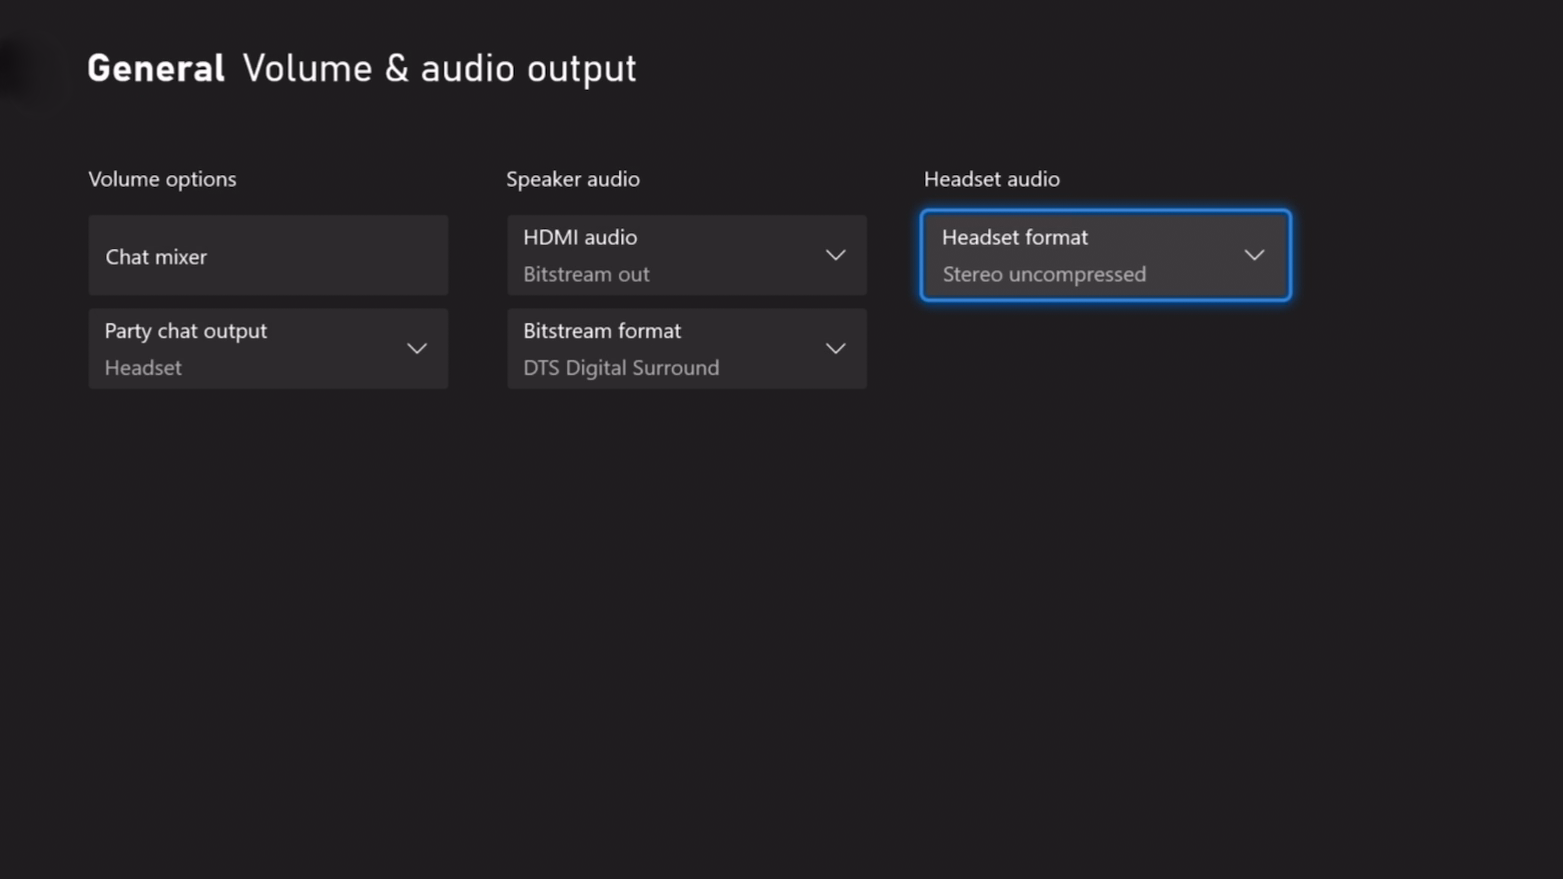 General Volume & audio output
Volume options
Chat mixer
Party chat output
Headset
Speaker audio
HDMI audio
Bitstream out
Bitstream format
DTS Digital Surround
Headset audio
Headset format
Stereo uncompressed